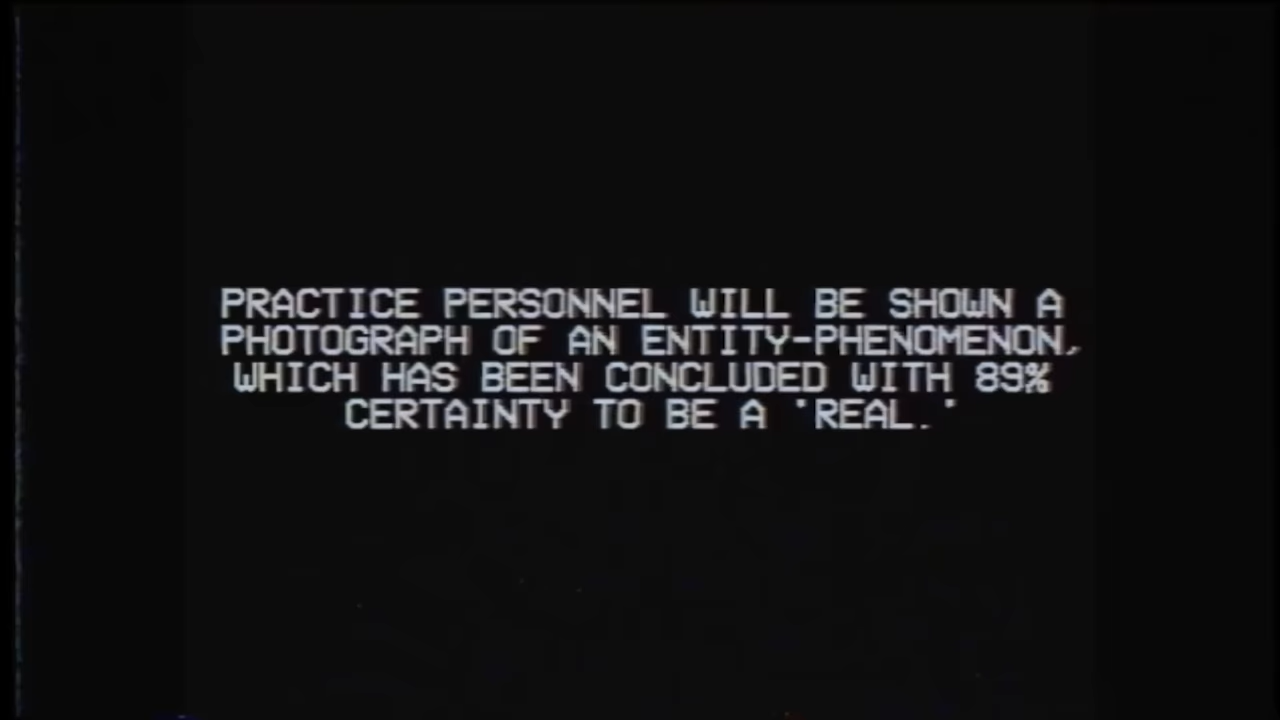 PRACTICE PERSONNEL WILL BE SHOWN A
PHOTOGRAPH OF AN ENTITY-PHENOMENON,
WHICH HAS BEEN CONCLUDED WITH 89%
CERTAINTY TO BE A 'REAL.'